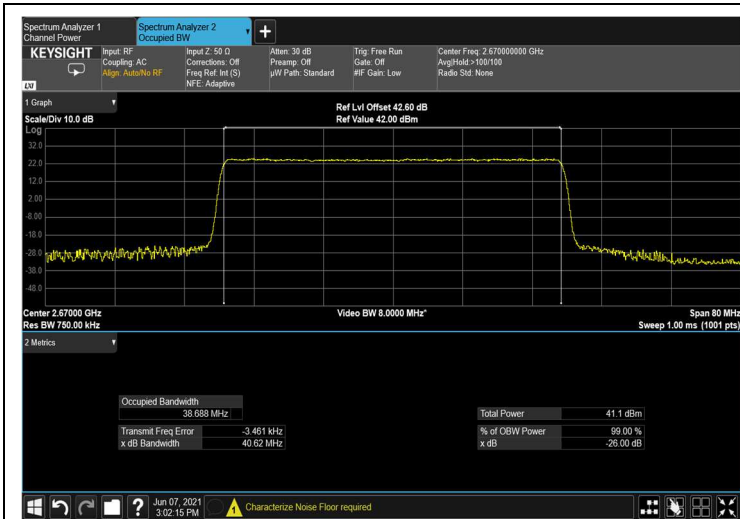 Spectrum Analyzer 1
Channel Power
Spectrum Analyzer 2
Occupied BW
KEYSIGHT
LXI
Input: RF
Coupling: AC
Align: Auto/No RF
Input Z: 50 Ω
Corrections: Off
Freq Ref: Int (S)
NFE: Adaptive
Atten: 30 dB
Preamp: Off
µW Path: Standard
Trig: Free Run
Gate: Off
#IF Gain: Low
Center Freq: 2.670000000 GHz
Avg|Hold:>100/100
Radio Std: None
1 Graph
Scale/Div 10.0 dB
Ref Lvl Offset 42.60 dB
Ref Value 42.00 dBm
Log
32.0
22.0
12.0
2.00
-8.00
-18.0
-28.0
-38.0
-48.0
Center 2.67000 GHz
Res BW 750.00 kHz
Video BW 8.0000 MHz*
Span 80 MHz
Sweep 1.00 ms (1001 pts)
2 Metrics
Occupied Bandwidth
38.688 MHz
Transmit Freq Error -3.461 kHz
x dB Bandwidth 40.62 MHz
Total Power 41.1 dBm
% of OBW Power 99.00 %
x dB -26.00 dB
?
Jun 07, 2021
3:02:15 PM
1
Characterize Noise Floor required